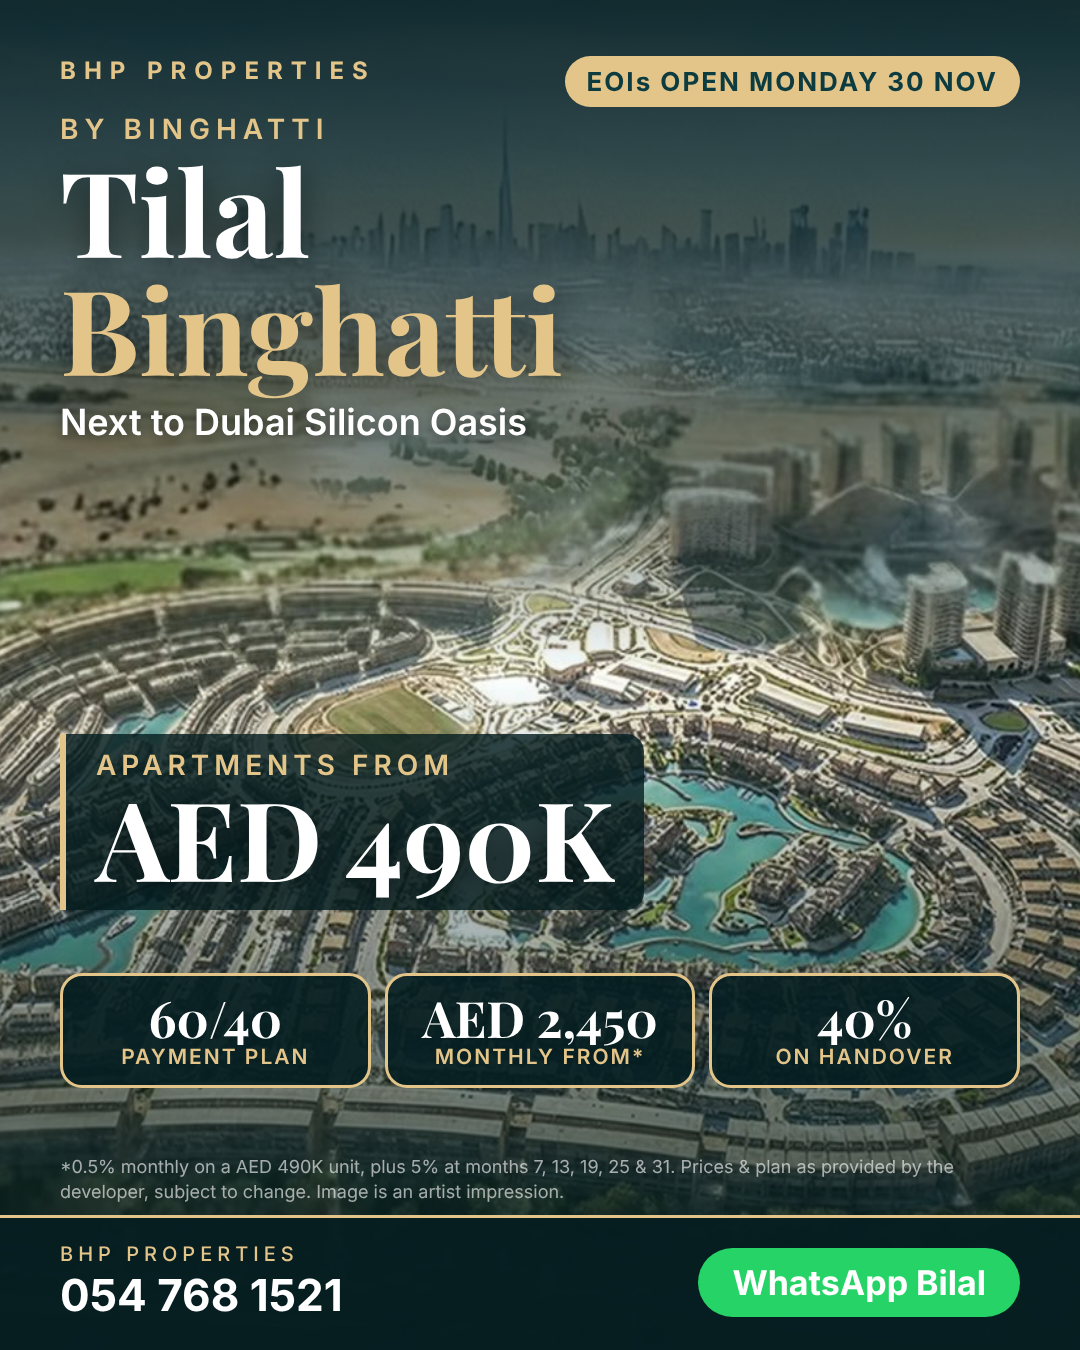 BHP PROPERTIES
EOIs OPEN MONDAY 30 NOV
BY BINGHATTI
Tilal
Binghatti
Next to Dubai Silicon Oasis
APARTMENTS FROM
AED 490K
60/40
PAYMENT PLAN
AED 2,450
MONTHLY FROM*
40%
ON HANDOVER
*0.5% monthly on a AED 490K unit, plus 5% at months 7, 13, 19, 25 & 31. Prices & plan as provided by the
developer, subject to change. Image is an artist impression.
BHP PROPERTIES
054 768 1521
WhatsApp Bilal